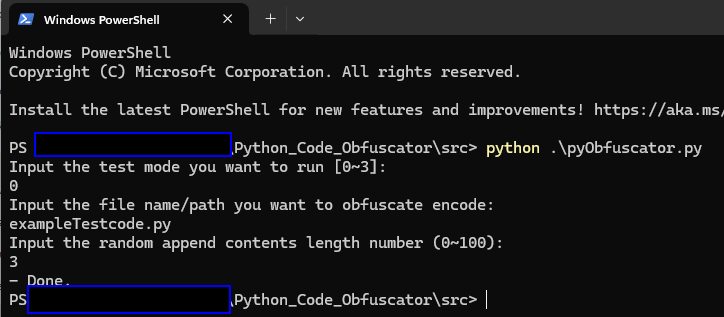 Windows PowerShell
Windows PowerShell
Copyright (C) Microsoft Corporation. All rights reserved.
Install the latest PowerShell for new features and improvements! https://aka.ms/
PS \Python_Code_Obfuscator\src> python .\pyObfuscator.py
Input the test mode you want to run [0~3]:
0
Input the file name/path you want to obfuscate encode:
exampleTestcode.py
Input the random append contents length number (0~100):
3
- Done.
PS \Python_Code_Obfuscator\src>